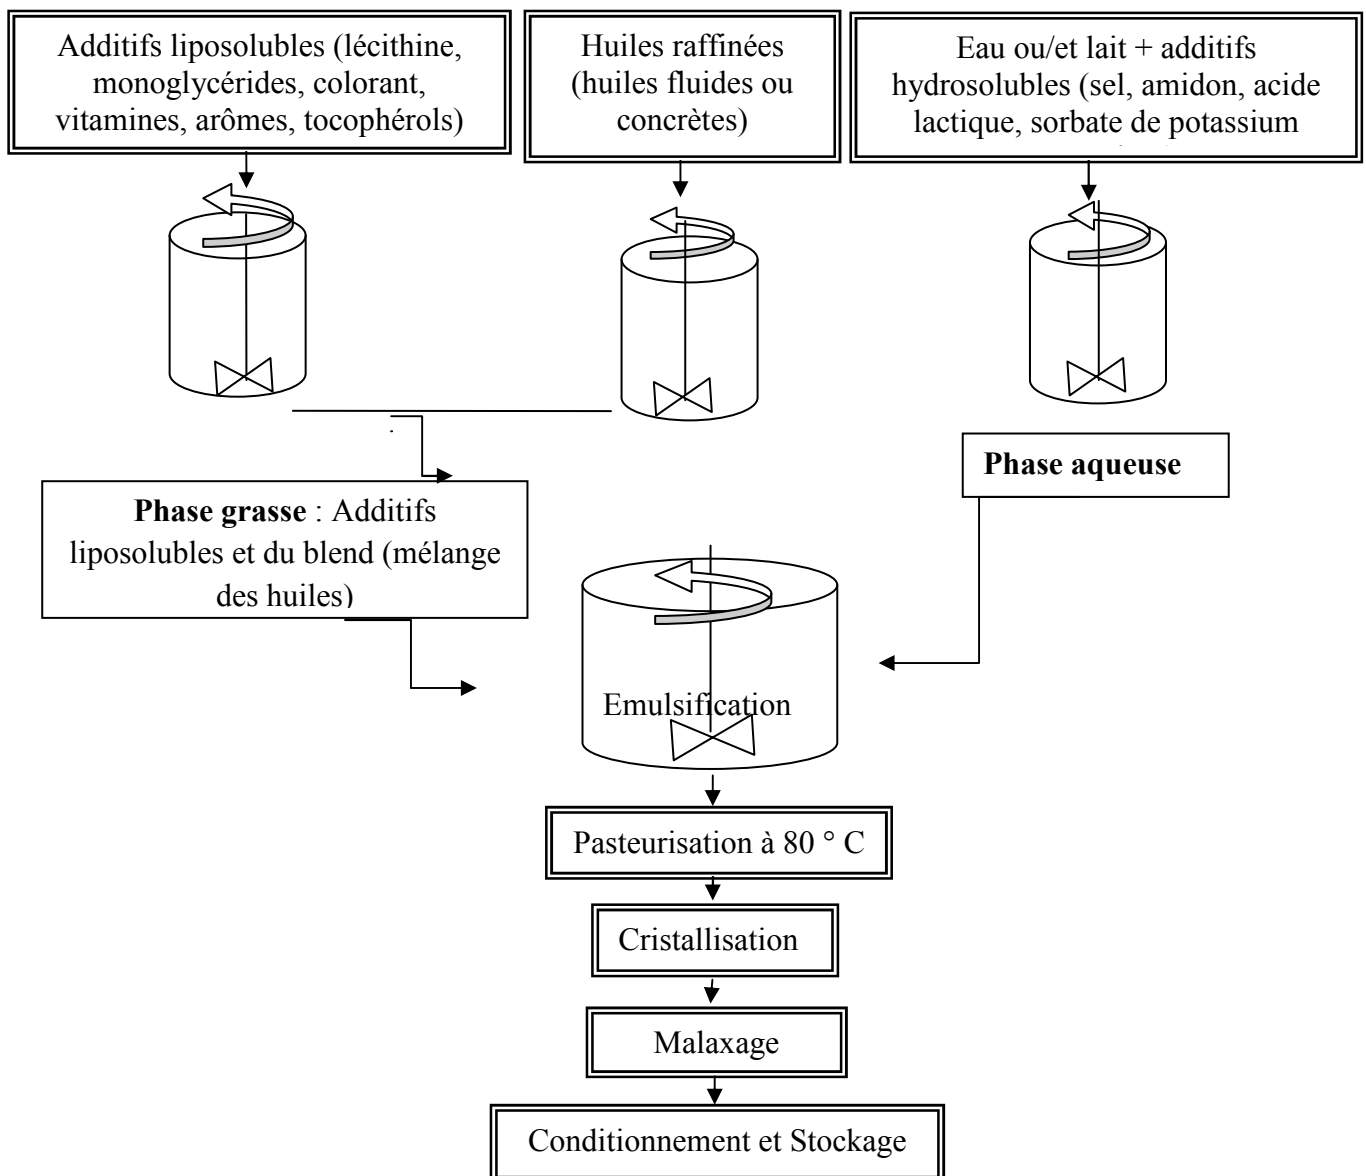 Additifs liposolubles (lécithine,
monoglycérides, colorant,
vitamines, arômes, tocophérols)
Huiles raffinées
(huiles fluides ou
concrètes)
Eau ou/et lait + additifs
hydrosolubles (sel, amidon, acide
lactique, sorbate de potassium
Phase aqueuse
Phase grasse : Additifs
liposolubles et du blend (mélange
des huiles)
Emulsification
Pasteurisation à 80 ° C
Cristallisation
Malaxage
Conditionnement et Stockage